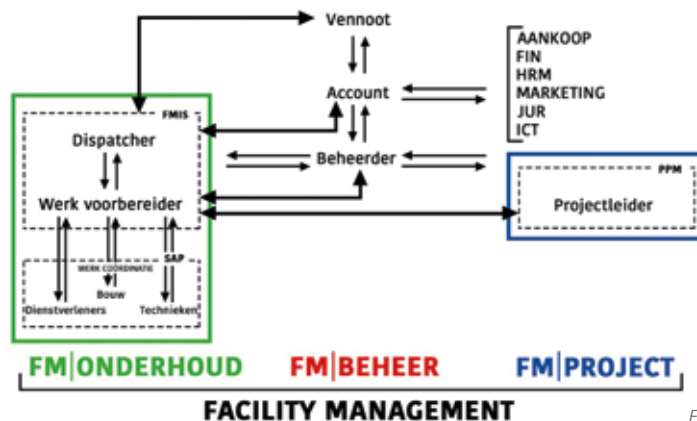 Vennoot
AANKOOP
FIN
HRM
MARKETING
JUR
ICT
Account
FMIS
Dispatcher
Beheerder
Werk voorbereider
PPM
Projectleider
SAP
WERK COORDINATIE
Bouw
Dienstverleners
Technieken
FM|ONDERHOUD
FM|BEHEER
FM|PROJECT
FACILITY MANAGEMENT